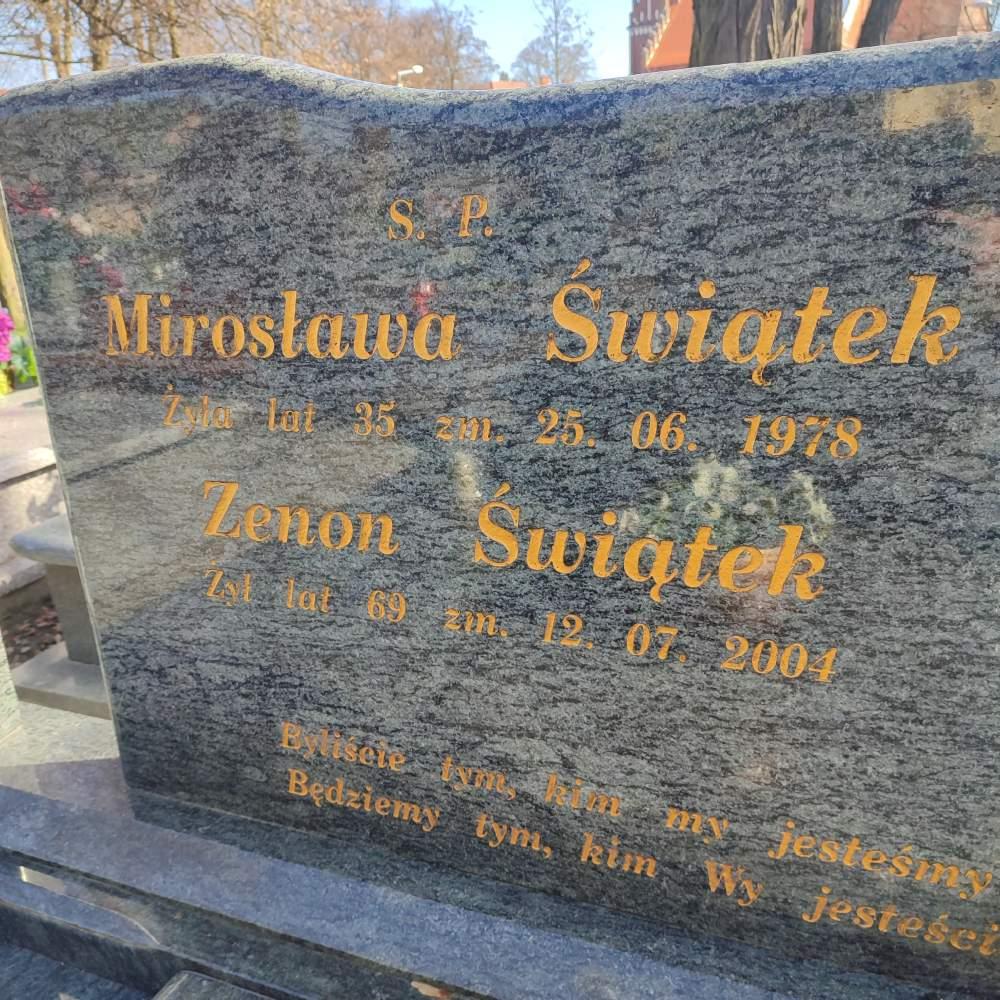 S. P.
Mirosława Świątek
Żyła lat 35 zm. 25. 06. 1978
Zenon Świątek
Żył lat 69 zm. 12. 07. 2004
Byliście tym, kim my jesteśmy
Będziemy tym, kim Wy jesteści